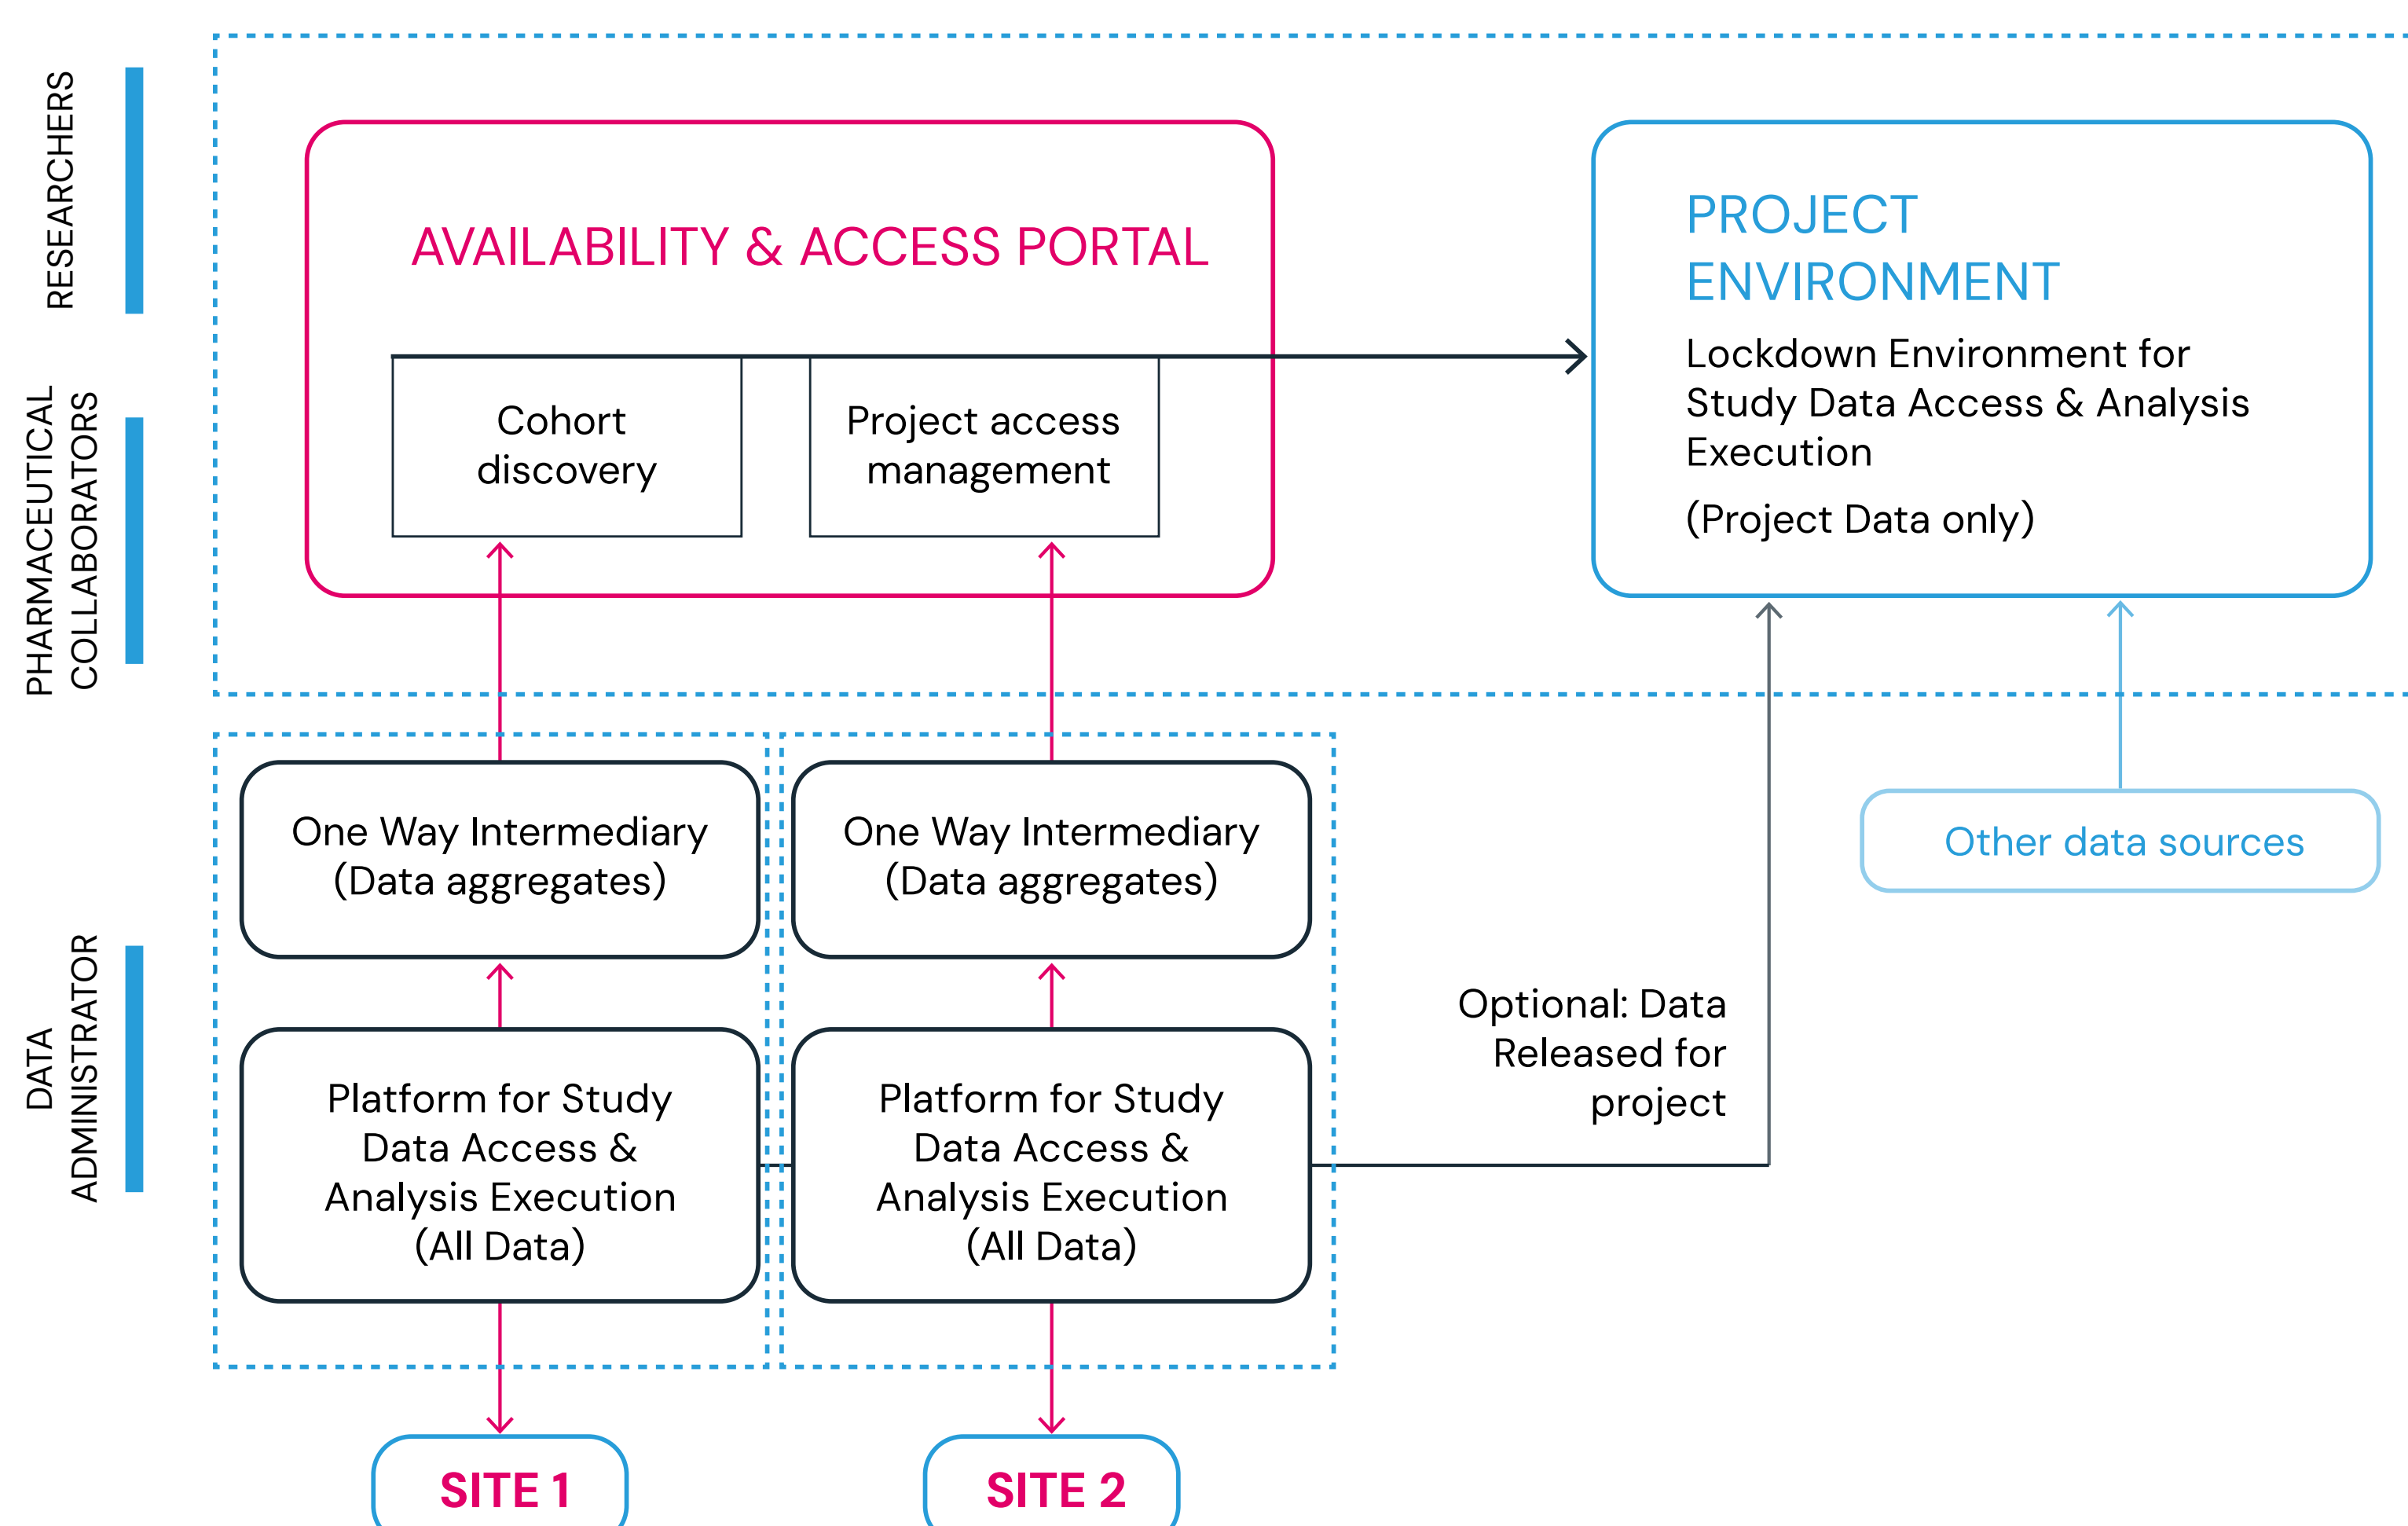 RESEARCHERS
PHARMACEUTICAL
COLLABORATORS
DATA
ADMINISTRATOR
AVAILABILITY & ACCESS PORTAL
Cohort
discovery
Project access
management
PROJECT
ENVIRONMENT
Lockdown Environment for
Study Data Access & Analysis
Execution
(Project Data only)
One Way Intermediary
(Data aggregates)
One Way Intermediary
(Data aggregates)
Other data sources
Platform for Study
Data Access &
Analysis Execution
(All Data)
Platform for Study
Data Access &
Analysis Execution
(All Data)
Optional: Data
Released for
project
SITE 1
SITE 2